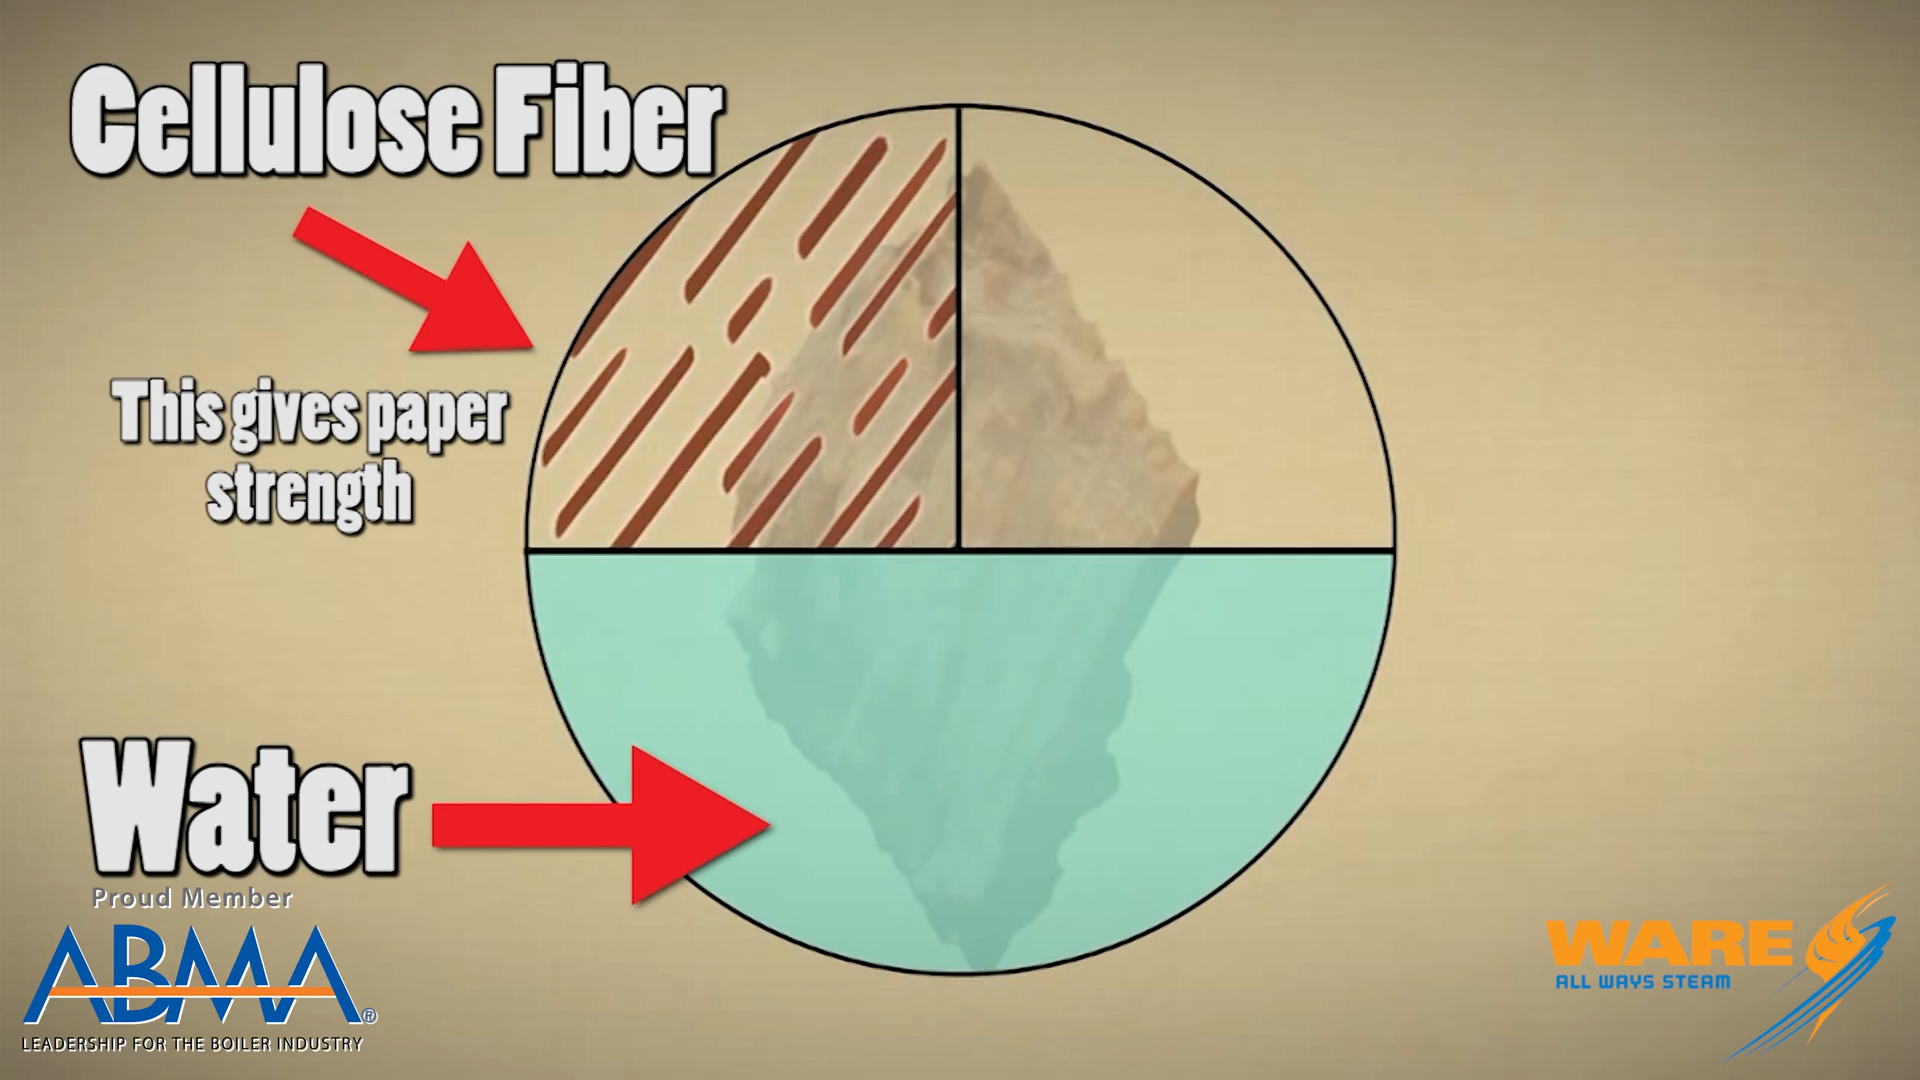 Cellulose Fiber
This gives paper
strength
Water
Proud Member
ABMA®
LEADERSHIP FOR THE BOILER INDUSTRY
WARE
ALL WAYS STEAM